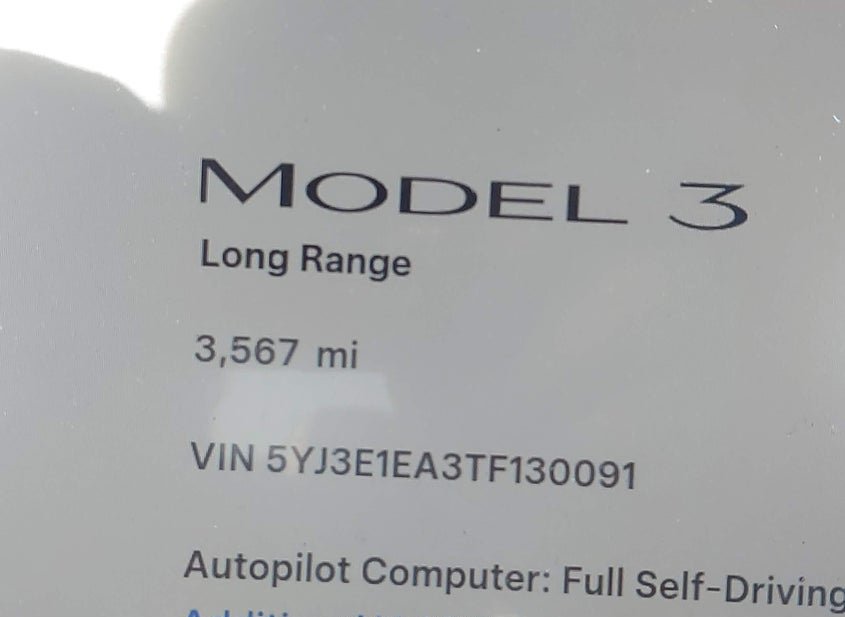 MODEL 3
Long Range
3,567 mi
VIN 5YJ3E1EA3TF130091
Autopilot Computer: Full Self-Driving